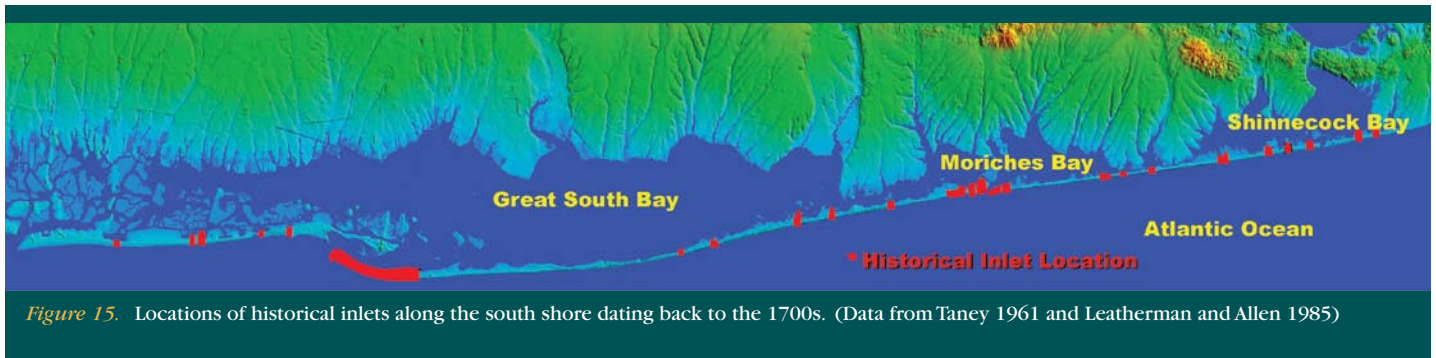 Shinnecock Bay
Moriches Bay
Great South Bay
Atlantic Ocean
Historical Inlet Location
Figure 15. Locations of historical inlets along the south shore dating back to the 1700s. (Data from Taney 1961 and Leatherman and Allen 1985)